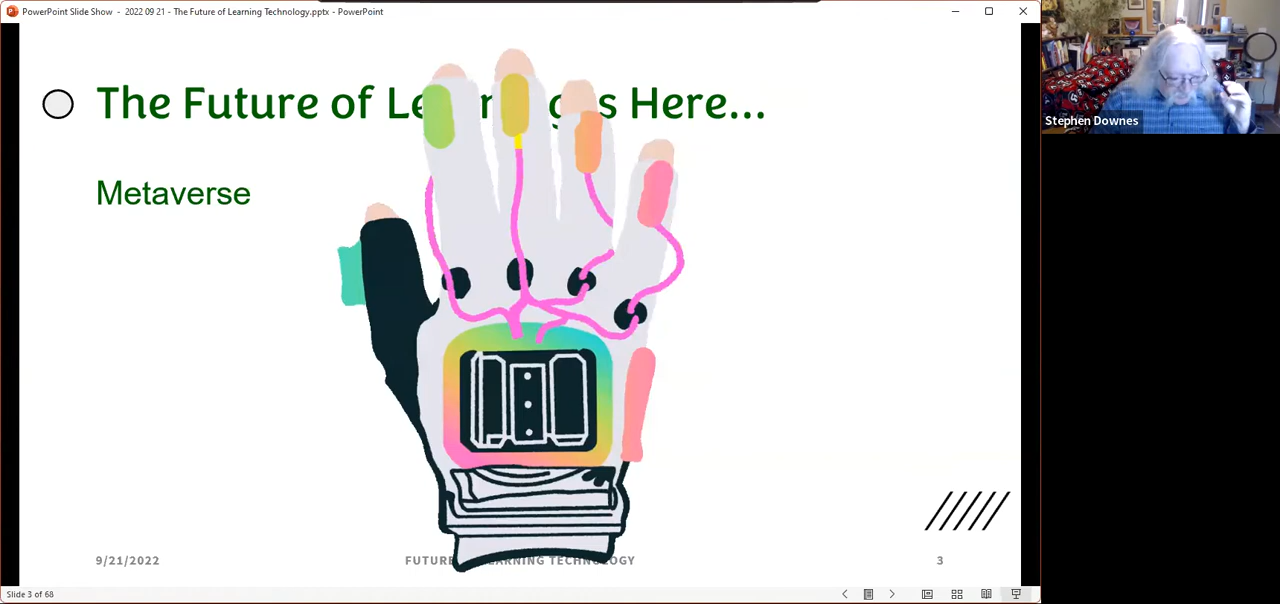 PowerPoint Slide Show - 2022 09 21 - The Future of Learning Technology.pptx - PowerPoint
The Future of Le n g s Here...
Metaverse
9/21/2022
FUTURE LEARNING TECHNOLOGY
3
Slide 3 of 68
Stephen Downes